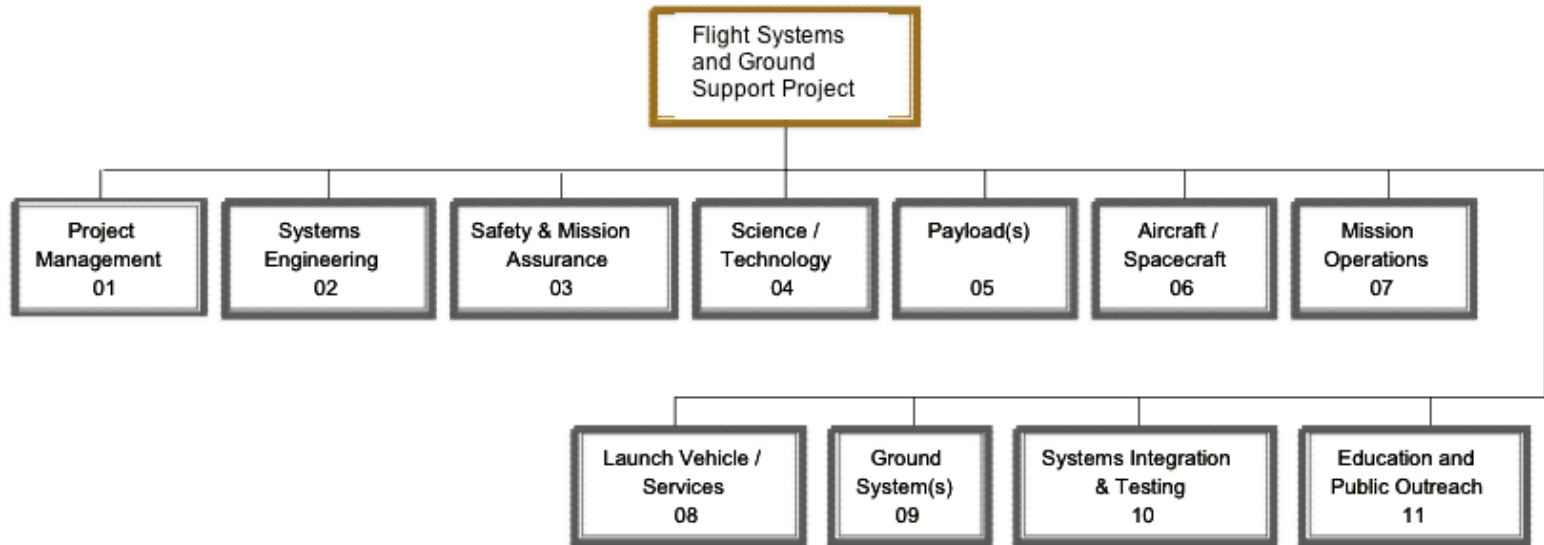 Flight Systems
and Ground
Support Project
Project
Management
01
Systems
Engineering
02
Safety & Mission
Assurance
03
Science /
Technology
04
Payload(s)
05
Aircraft /
Spacecraft
06
Mission
Operations
07
Launch Vehicle /
Services
08
Ground
System(s)
09
Systems Integration
& Testing
10
Education and
Public Outreach
11